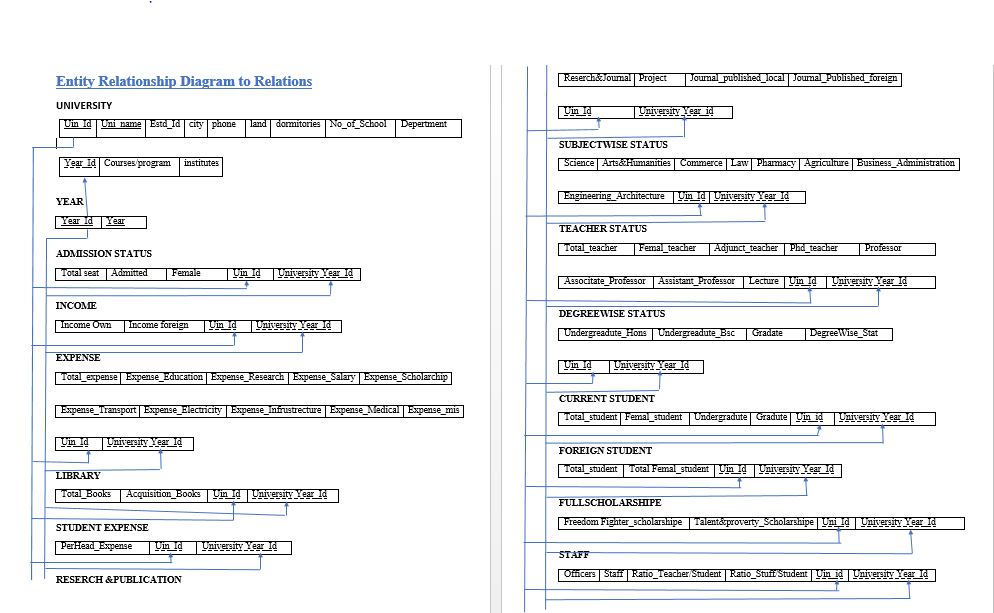 Entity Relationship Diagram to Relations
UNIVERSITY
Uin_Id Uni_name Estd_Id city phone land dormitories No_of_School Depertment
Year_Id Courses/program institutes
YEAR
Year_Id Year
ADMISSION STATUS
Total seat Admitted Female Uin_Id University Year_Id
INCOME
Income Own Income foreign Uin_Id University Year_Id
EXPENSE
Total_expense Expense_Education Expense_Research Expense_Salary Expense_Scholarchip
Expense_Transport Expense_Electricity Expense_Infrustrecture Expense_Medical Expense_mis
Uin_Id University Year_Id
LIBRARY
Total_Books Acquisition_Books Uin_Id University Year_Id
STUDENT EXPENSE
PerHead_Expense Uin_Id University Year_Id
RESERCH &PUBLICATION
Reserch&Journal Project Journal_published_local Journal_Published_foreign
Uin_Id University Year_id
SUBJECTWISE STATUS
Science Arts&Humanities Commerce Law Pharmacy Agriculture Business_Administration
Engineering_Architecture Uin_Id University Year_Id
TEACHER STATUS
Total_teacher Femal_teacher Adjunct_teacher Phd_teacher Professor
Associtate_Professor Assistant_Professor Lecture Uin_Id University Year_Id
DEGREEWISE STATUS
Undergreadute_Hons Undergreadute_Bsc Gradate DegreeWise_Stat
Uin_Id University Year_Id
CURRENT STUDENT
Total_student Femal_student Undergradute Gradute Uin_id University Year_Id
FOREIGN STUDENT
Total_student Total Femal_student Uin_Id University Year_Id
FULLSCHOLARSHIPE
Freedom Fighter_scholarshipe Talent&proverty_Scholarshipe Uni_Id University Year_Id
STAFF
Officers Staff Ratio_Teacher/Student Ratio_Stuff/Student Uin_id University Year_Id